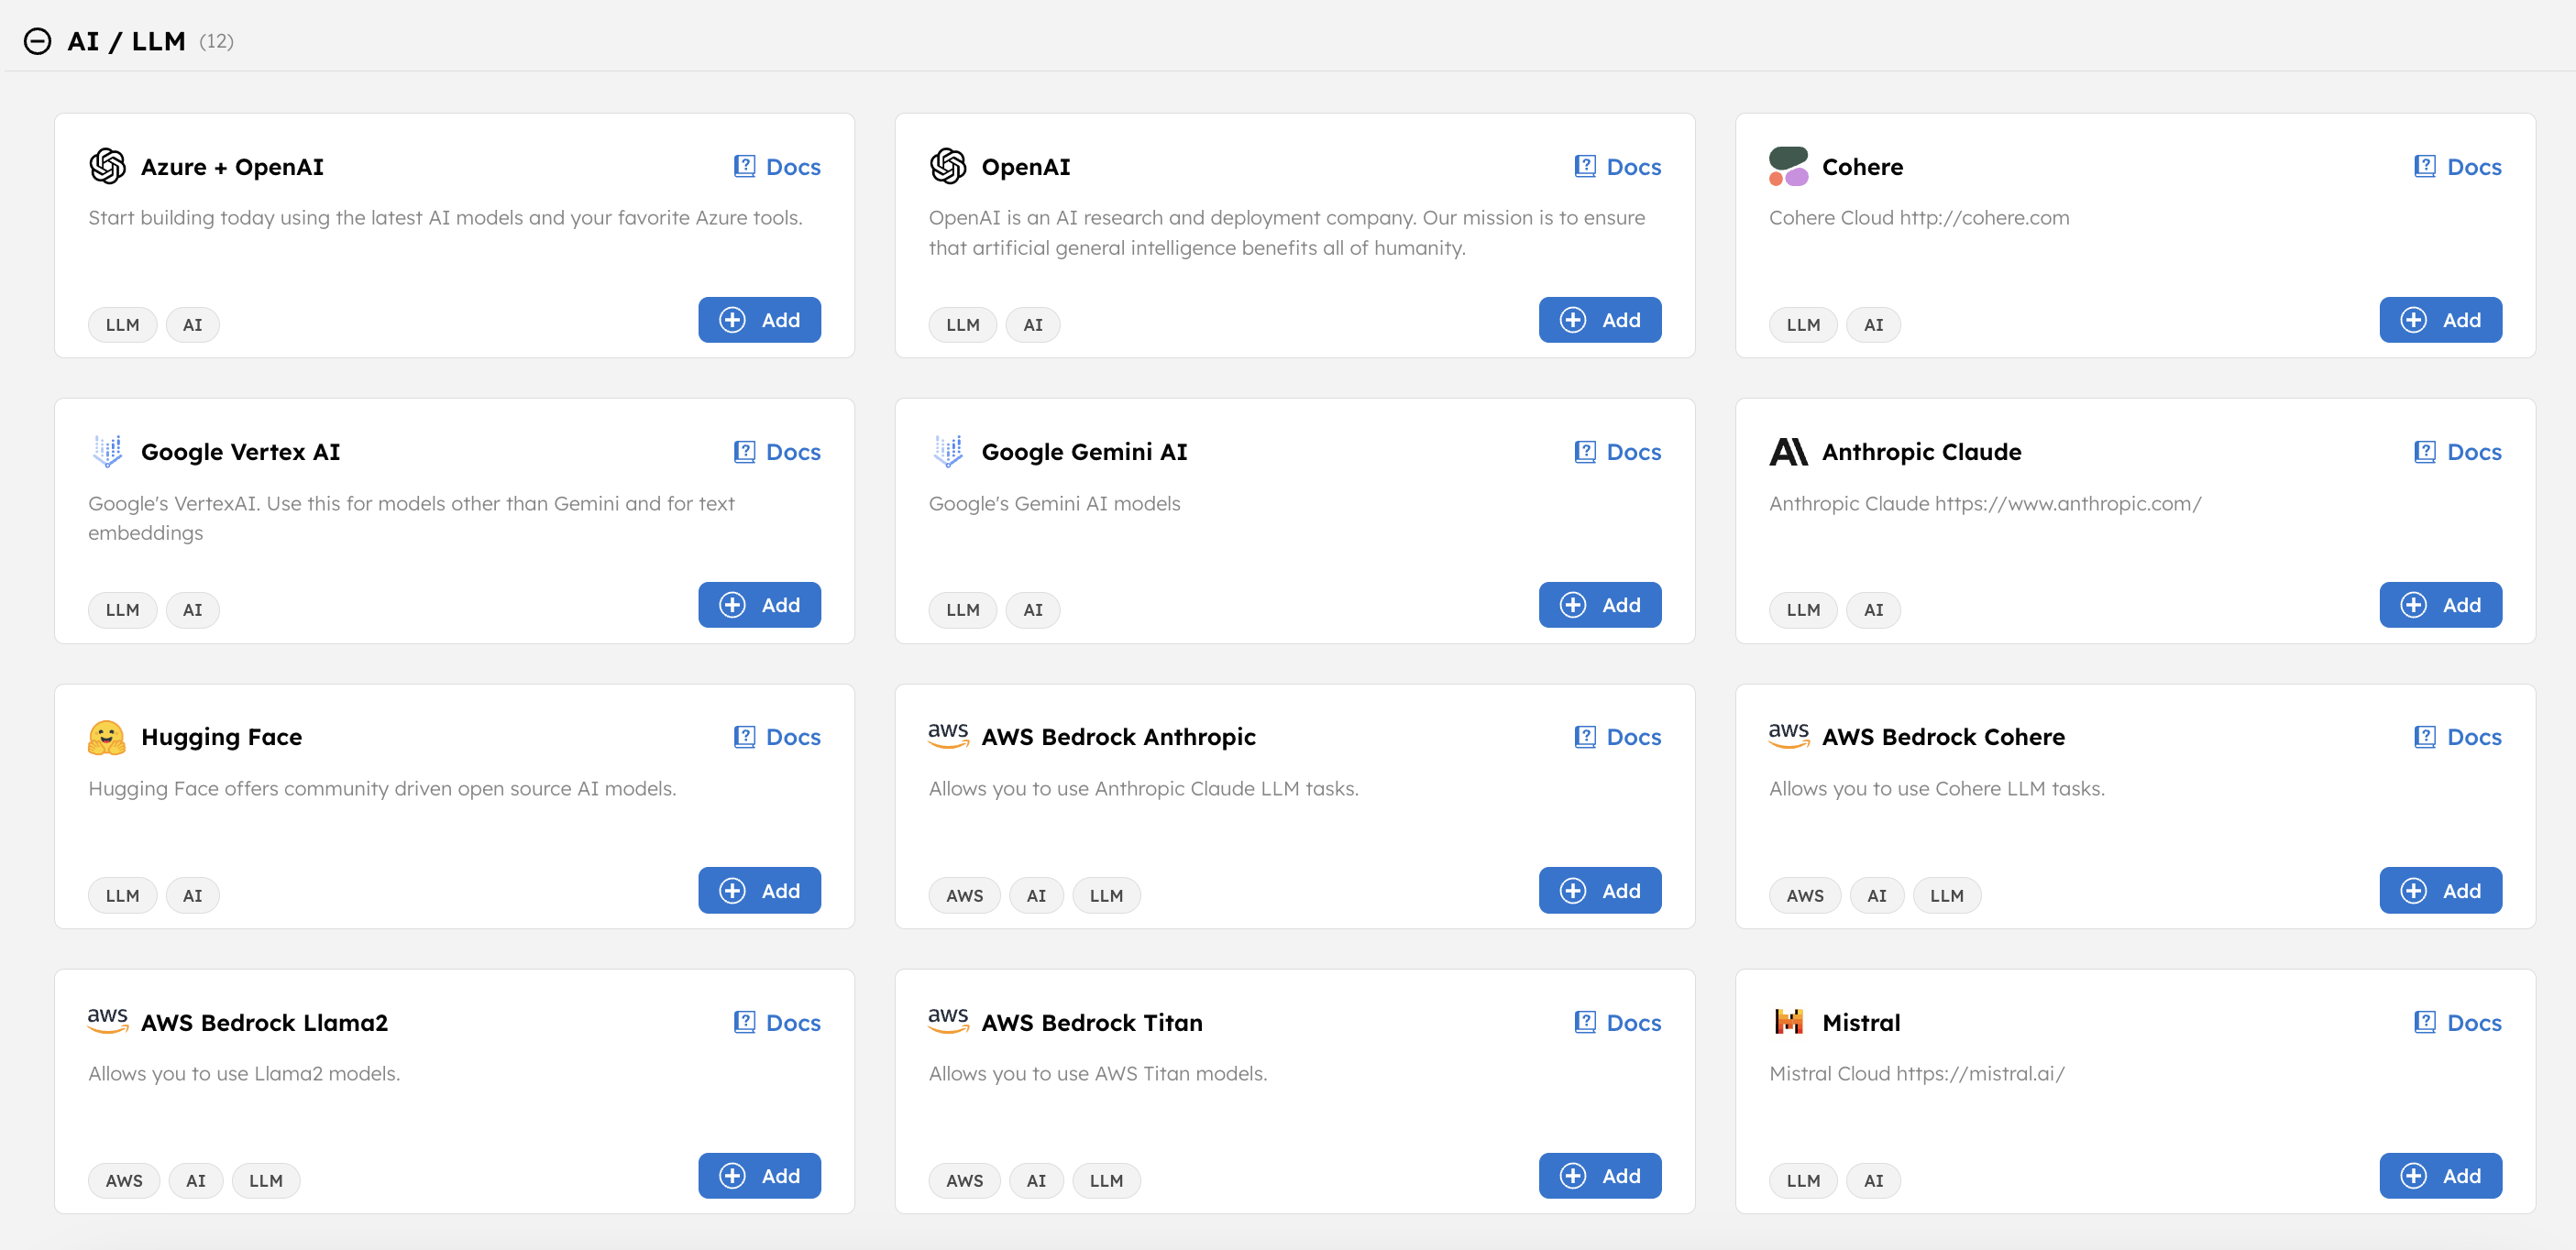 AI / LLM (12)
Azure + OpenAI Docs
Start building today using the latest AI models and your favorite Azure tools.
LLM AI Add
OpenAI Docs
OpenAI is an AI research and deployment company. Our mission is to ensure
that artificial general intelligence benefits all of humanity.
LLM AI Add
Cohere Docs
Cohere Cloud http://cohere.com
LLM AI Add
Google Vertex AI Docs
Google's VertexAI. Use this for models other than Gemini and for text
embeddings
LLM AI Add
Google Gemini AI Docs
Google's Gemini AI models
LLM AI Add
Anthropic Claude Docs
Anthropic Claude https://www.anthropic.com/
LLM AI Add
Hugging Face Docs
Hugging Face offers community driven open source AI models.
LLM AI Add
aws AWS Bedrock Anthropic Docs
Allows you to use Anthropic Claude LLM tasks.
AWS AI LLM Add
aws AWS Bedrock Cohere Docs
Allows you to use Cohere LLM tasks.
AWS AI LLM Add
aws AWS Bedrock Llama2 Docs
Allows you to use Llama2 models.
AWS AI LLM Add
aws AWS Bedrock Titan Docs
Allows you to use AWS Titan models.
AWS AI LLM Add
Mistral Docs
Mistral Cloud https://mistral.ai/
LLM AI Add